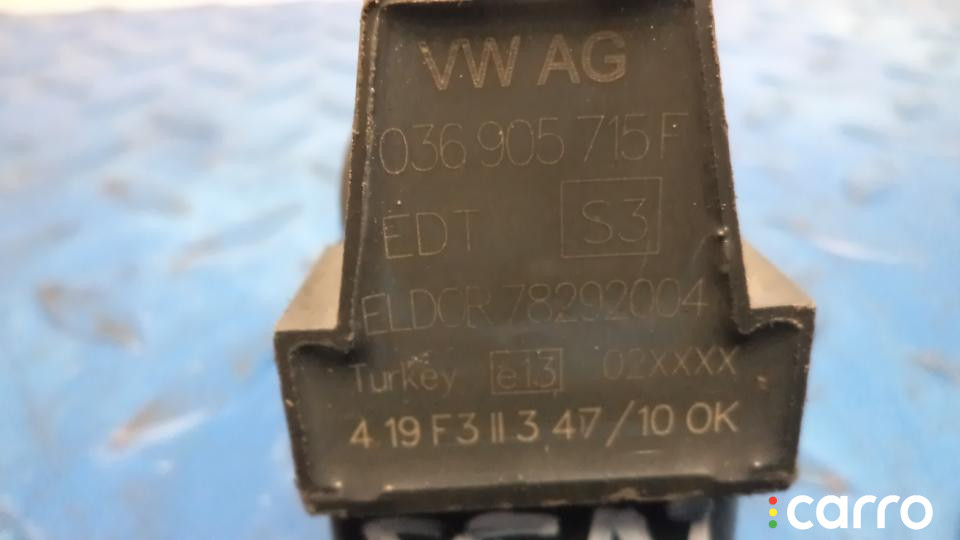 VW AG
036 905 715 F
EDT S3
ELDOR 78292004
Turkey e13 02XXXX
4 19 F3 11 3 47/10 OK
carro